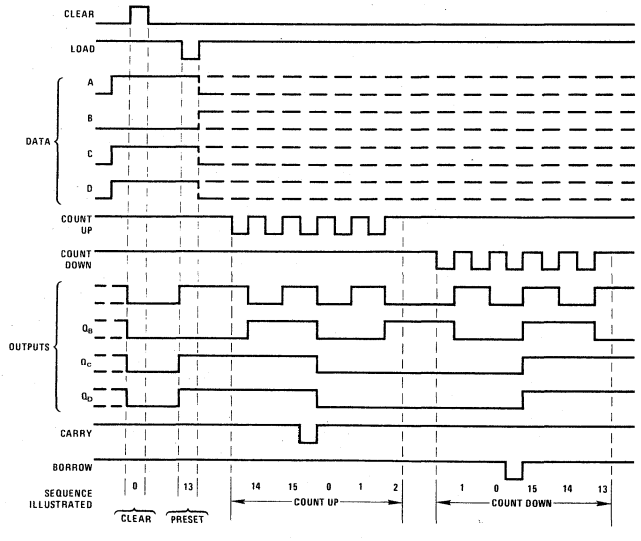 CLEAR
LOAD
A
B
DATA
C
D
COUNT
UP
COUNT
DOWN
QB
OUTPUTS
QC
QD
CARRY
BORROW
SEQUENCE
ILLUSTRATED
0 13 14 15 0 1 2 1 0 15 14 13
COUNT UP COUNT DOWN
CLEAR PRESET